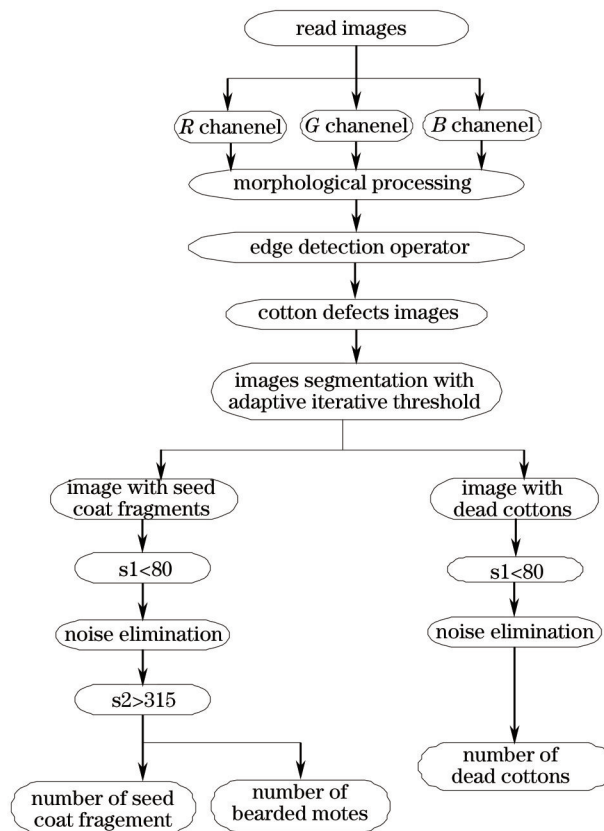 read images
R chanenel
G chanenel
B chanenel
morphological processing
edge detection operator
cotton defects images
images segmentation with
adaptive iterative threshold
image with seed
coat fragments
image with
dead cottons
s1<80
s1<80
noise elimination
noise elimination
s2>315
number of seed
coat fragement
number of
bearded motes
number of
dead cottons